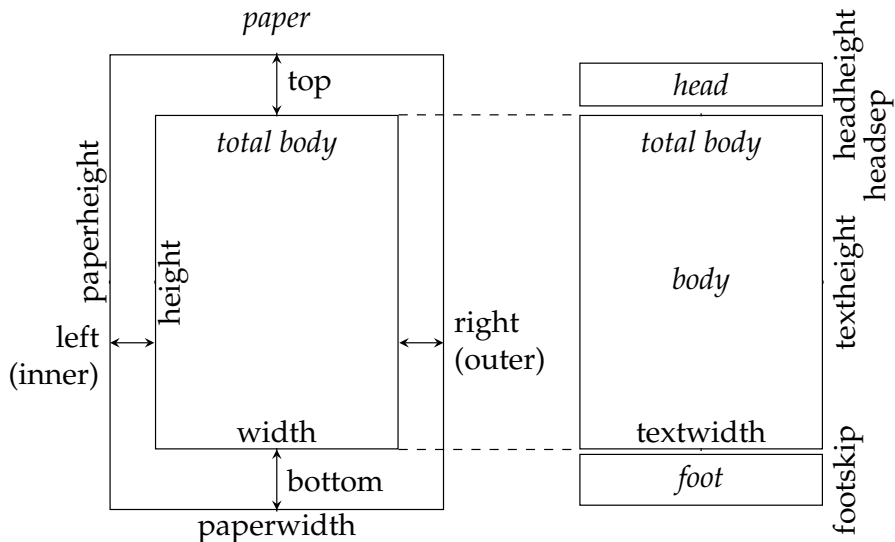 paper
top
head
headheight
headsep
total body
total body
paperheight
height
body
textheight
left
(inner)
right
(outer)
width
textwidth
bottom
foot
footskip
paperwidth